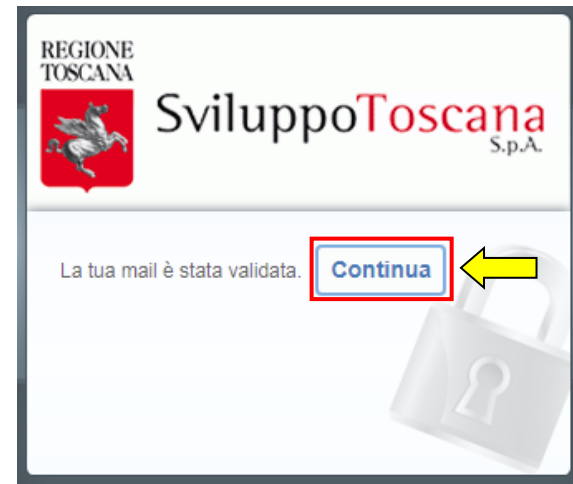 REGIONE
TOSCANA
SviluppoToscana
S.p.A.
La tua mail è stata validata. Continua